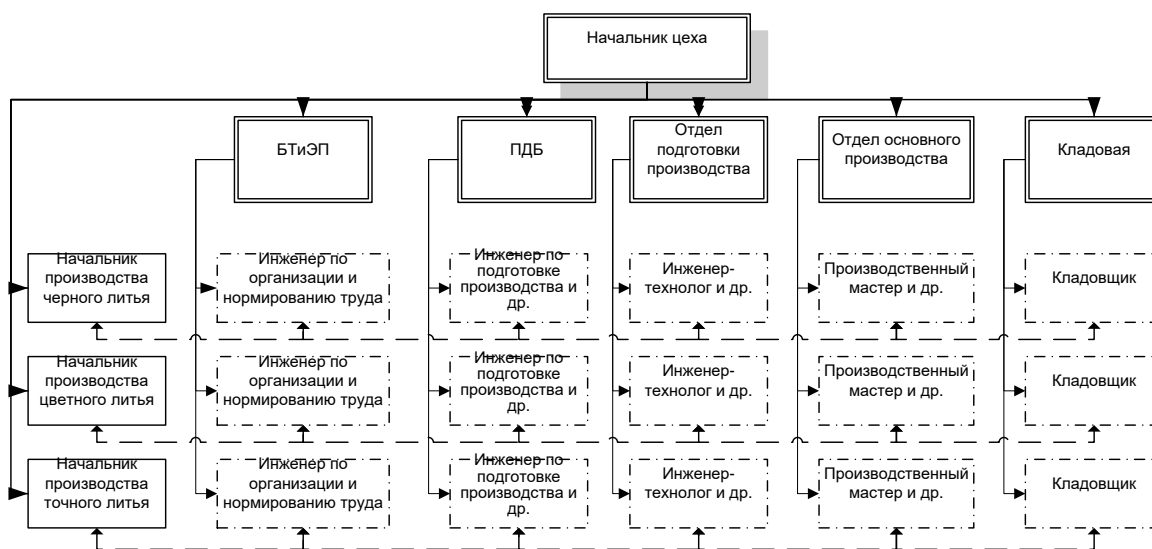 Начальник цеха
БТиЭП
ПДБ
Отдел
подготовки
производства
Отдел основного
производства
Кладовая
Начальник
производства
черного литья
Инженер по
организации и
нормированию труда
Инженер по
подготовке
производства и
др.
Инженер-
технолог и др.
Производственный
мастер и др.
Кладовщик
Начальник
производства
цветного литья
Инженер по
организации и
нормированию труда
Инженер по
подготовке
производства и
др.
Инженер-
технолог и др.
Производственный
мастер и др.
Кладовщик
Начальник
производства
точного литья
Инженер по
организации и
нормированию труда
Инженер по
подготовке
производства и
др.
Инженер-
технолог и др.
Производственный
мастер и др.
Кладовщик